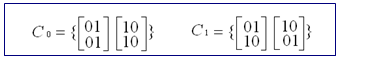 C₀ = {[01 01] [10 10]} C₁ = {[01 10] [10 01]}